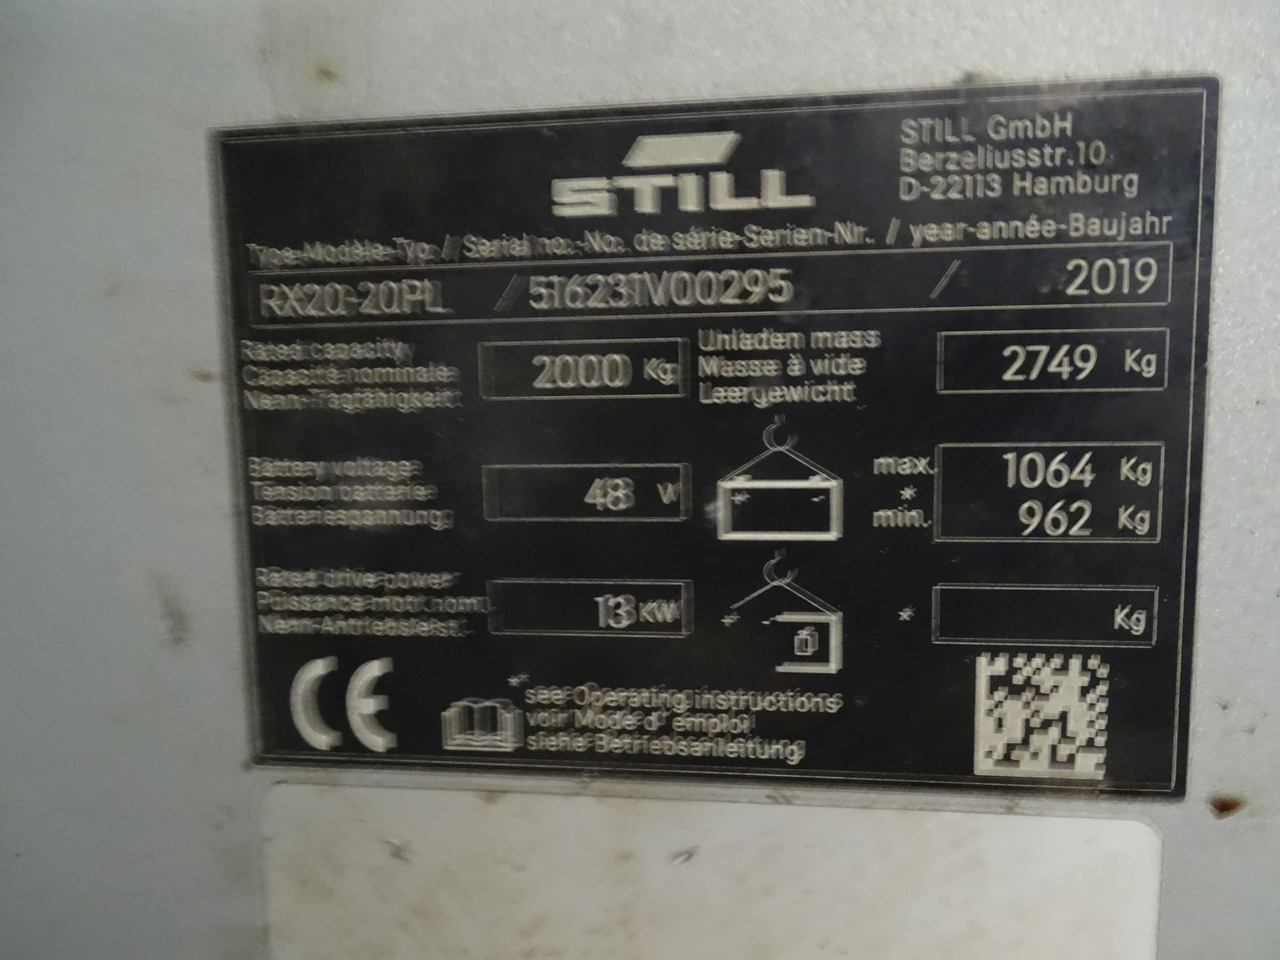 STILL
STILL GmbH
Berzeliusstr.10
D-22113 Hamburg
Type-Modèle-Typ. / Serial no.-No. de série-Serien-Nr. / year-année-Baujahr
RX20-20PL / 516231V00295 / 2019
Rated capacity
Capacité nominale
Nenn-Tragfähigkeit
2000 Kg
Unladen mass
Masse à vide
Leergewicht
2749 Kg
Battery voltage
Tension batterie
Batteriespannung
48 V
max. 1064 Kg
*
min. 962 Kg
Rated drive power
Puissance mot. nom.
Nenn-Antriebsleist.
13 KW
* Kg
CE
* see Operating instructions
voir Mode d' emploi
siehe Betriebsanleitung